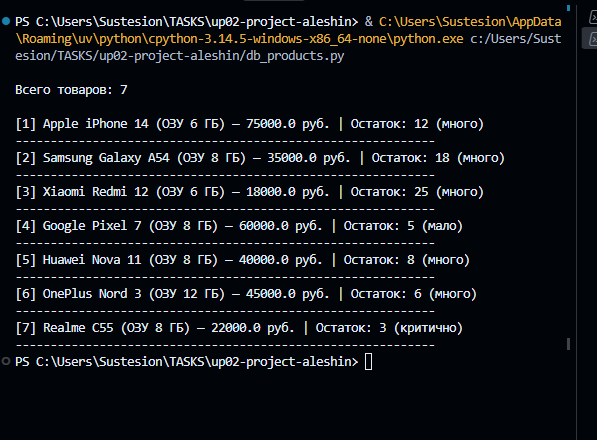 PS C:\Users\Sustesion\TASKS\up02-project-aleshin> & C:\Users\Sustesion\AppData
\Roaming\uv\python\cpython-3.14.5-windows-x86_64-none\python.exe c:/Users/Sust
esion/TASKS/up02-project-aleshin/db_products.py
Всего товаров: 7
[1] Apple iPhone 14 (ОЗУ 6 ГБ) — 75000.0 руб. | Остаток: 12 (много)
------------------------------------------------------------
[2] Samsung Galaxy A54 (ОЗУ 8 ГБ) — 35000.0 руб. | Остаток: 18 (много)
------------------------------------------------------------
[3] Xiaomi Redmi 12 (ОЗУ 6 ГБ) — 18000.0 руб. | Остаток: 25 (много)
------------------------------------------------------------
[4] Google Pixel 7 (ОЗУ 8 ГБ) — 60000.0 руб. | Остаток: 5 (мало)
------------------------------------------------------------
[5] Huawei Nova 11 (ОЗУ 8 ГБ) — 40000.0 руб. | Остаток: 8 (много)
------------------------------------------------------------
[6] OnePlus Nord 3 (ОЗУ 12 ГБ) — 45000.0 руб. | Остаток: 6 (много)
------------------------------------------------------------
[7] Realme C55 (ОЗУ 8 ГБ) — 22000.0 руб. | Остаток: 3 (критично)
------------------------------------------------------------
PS C:\Users\Sustesion\TASKS\up02-project-aleshin>